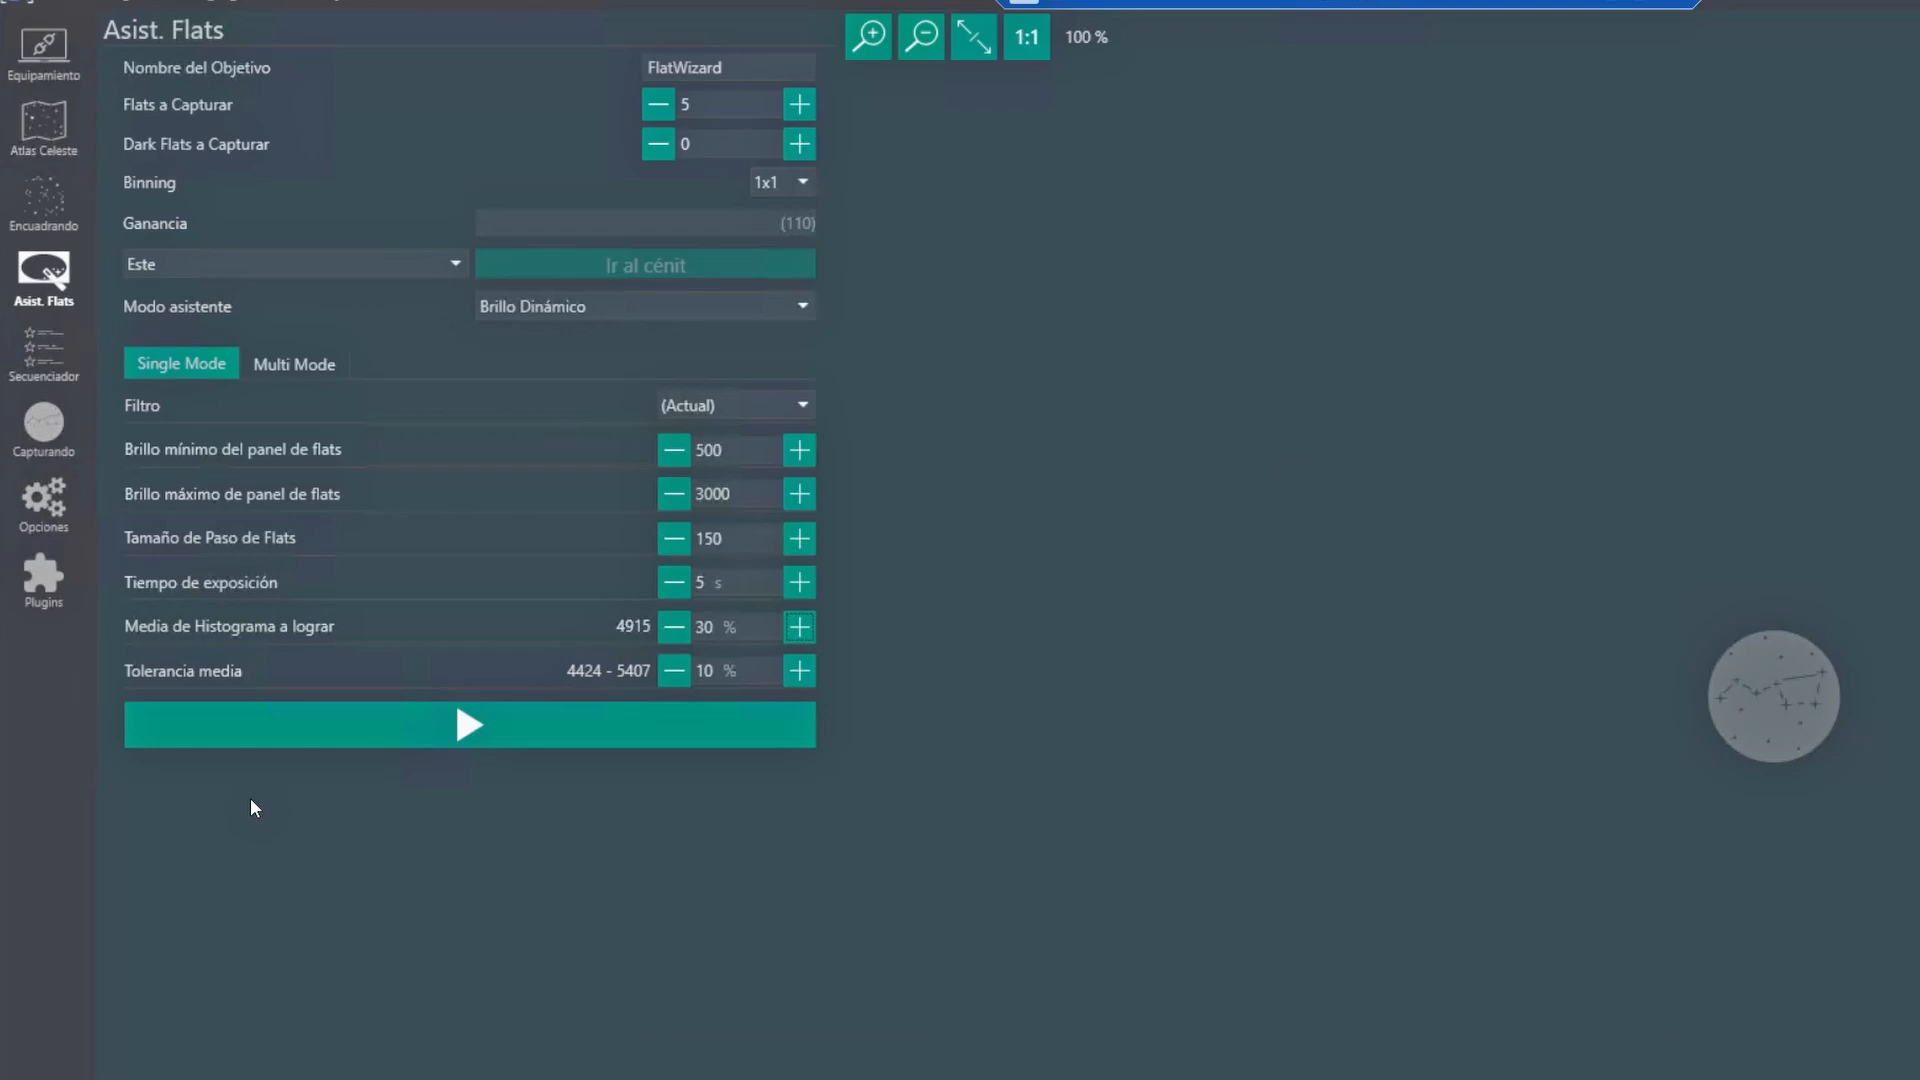 Asist. Flats
1:1
100 %
Equipamiento
Atlas Celeste
Encuadrando
Asist. Flats
Secuenciador
Capturando
Opciones
Plugins
Nombre del Objetivo FlatWizard
Flats a Capturar 5
Dark Flats a Capturar 0
Binning 1x1
Ganancia (110)
Este Ir al cénit
Modo asistente Brillo Dinámico
Single Mode Multi Mode
Filtro (Actual)
Brillo mínimo del panel de flats 500
Brillo máximo de panel de flats 3000
Tamaño de Paso de Flats 150
Tiempo de exposición 5 s
Media de Histograma a lograr 4915 30 %
Tolerancia media 4424 - 5407 10 %